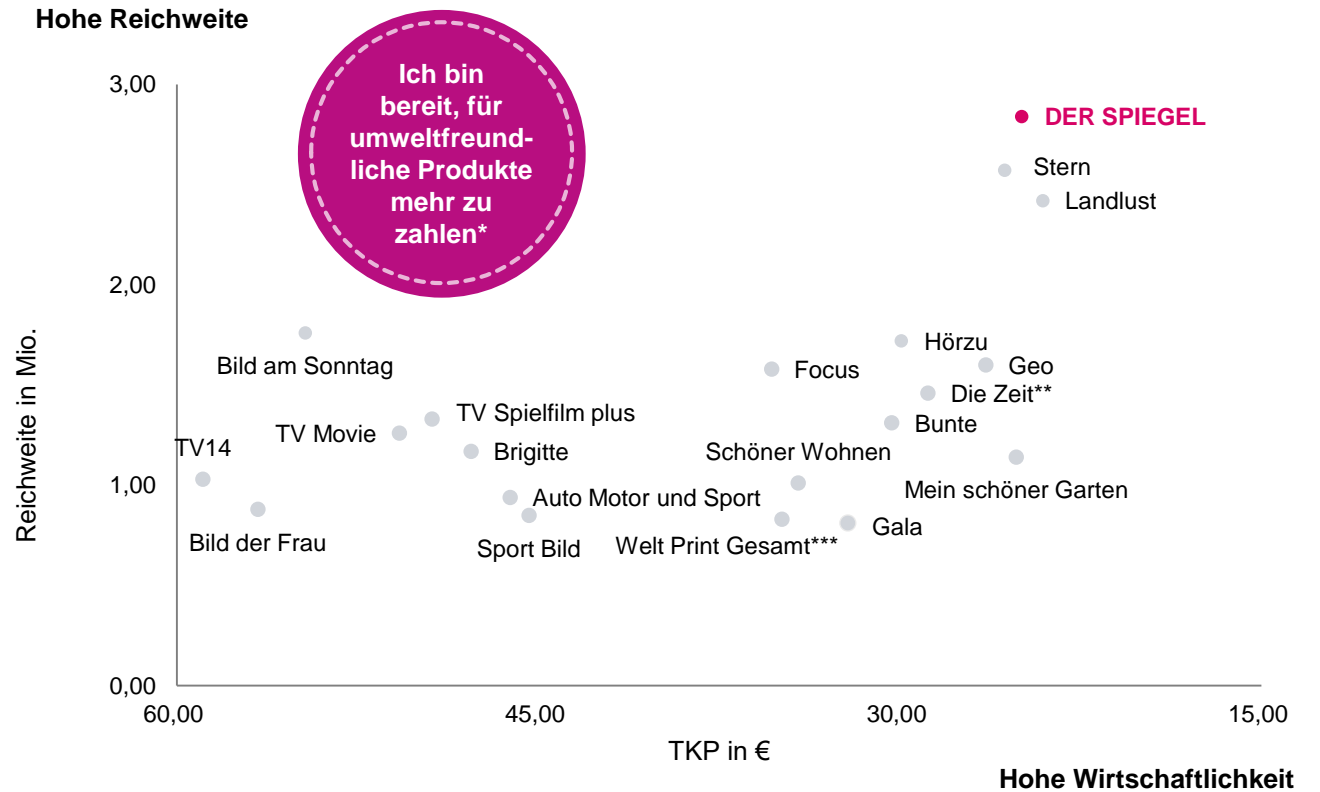 Hohe Reichweite
Ich bin
bereit, für
umweltfreund-
liche Produkte
mehr zu
zahlen*
3,00
DER SPIEGEL
Stern
Landlust
2,00
Hörzu
Bild am Sonntag
Focus
Geo
Die Zeit**
TV Spielfilm plus
Bunte
TV Movie
TV14
Brigitte
Schöner Wohnen
1,00
Mein schöner Garten
Auto Motor und Sport
Gala
Bild der Frau
Sport Bild
Welt Print Gesamt***
Reichweite in Mio.
0,00
60,00
45,00
30,00
15,00
TKP in €
Hohe Wirtschaftlichkeit